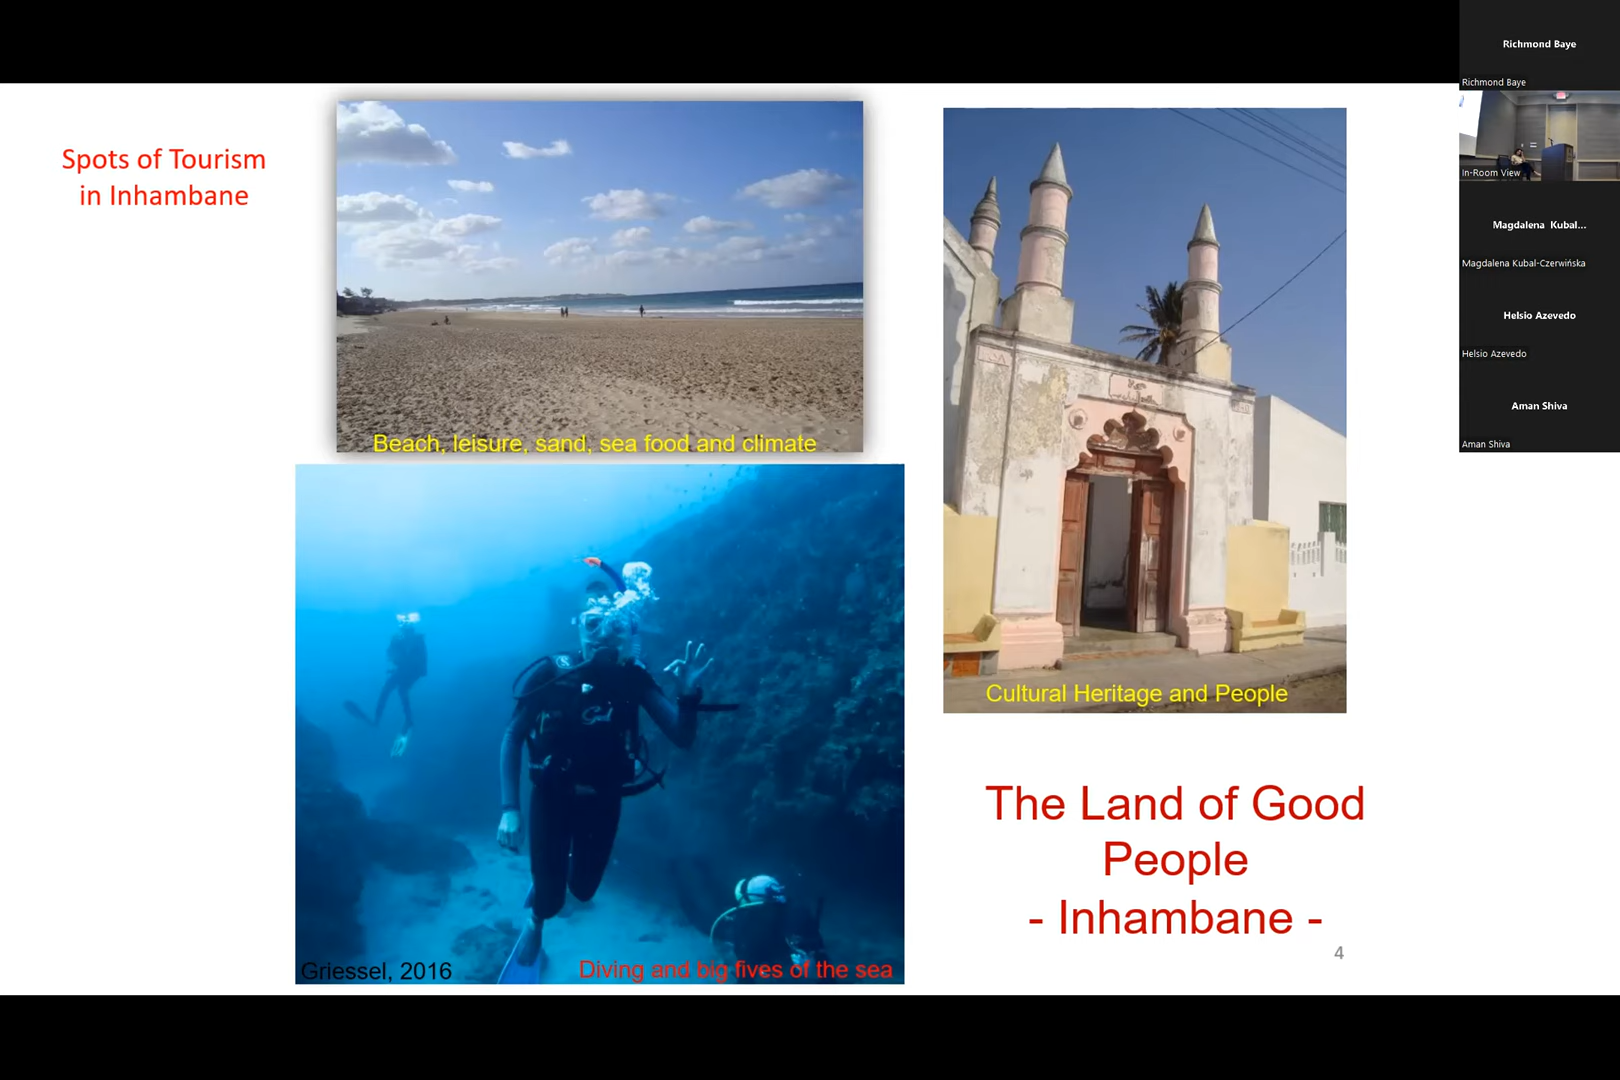 Spots of Tourism
in Inhambane
Beach, leisure, sand, sea food and climate
Griessel, 2016
Diving and big fives of the sea
Cultural Heritage and People
The Land of Good
People
- Inhambane -
4
Richmond Baye
Richmond Baye
In-Room View
Magdalena Kubal...
Magdalena Kubal-Czerwińska
Helsio Azevedo
Helsio Azevedo
Aman Shiva
Aman Shiva